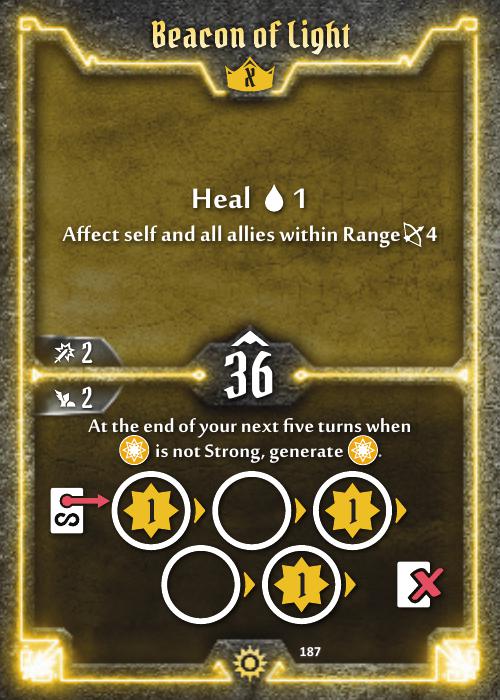 Beacon of Light
X
Heal 1
Affect self and all allies within Range 4
2
36
2
At the end of your next five turns when
is not Strong, generate .
S 1 1
1
187